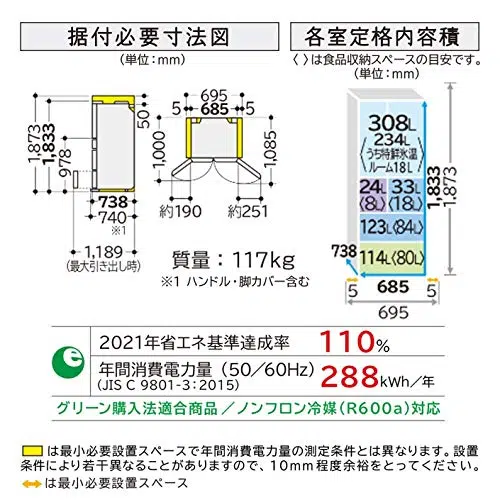 据付必要寸法図
(単位:mm)
695
5 685 5
50
1,873
1,833
978
1,000
1,085
738
740
※1
1,189
(最大引き出し時)
約190
約251
質量：117kg
※1 ハンドル・脚カバー含む
各室定格内容積
〈 〉は食品収納スペースの目安です。
(単位:mm)
308L
〈234L〉
うち特鮮氷温
ルーム18L
24L
〈8L〉
33L
〈18L〉
123L〈84L〉
114L〈80L〉
1,833
1,873
738
5 685 5
695
2021年省エネ基準達成率 110%
年間消費電力量（50／60Hz） 288kWh／年
(JIS C 9801-3:2015)
グリーン購入法適合商品／ノンフロン冷媒（R600a）対応
は最小必要設置スペースで年間消費電力量の測定条件とは異なります。設置
条件により若干異なることがありますので、10mm程度余裕をとってください。
は最小必要設置スペース